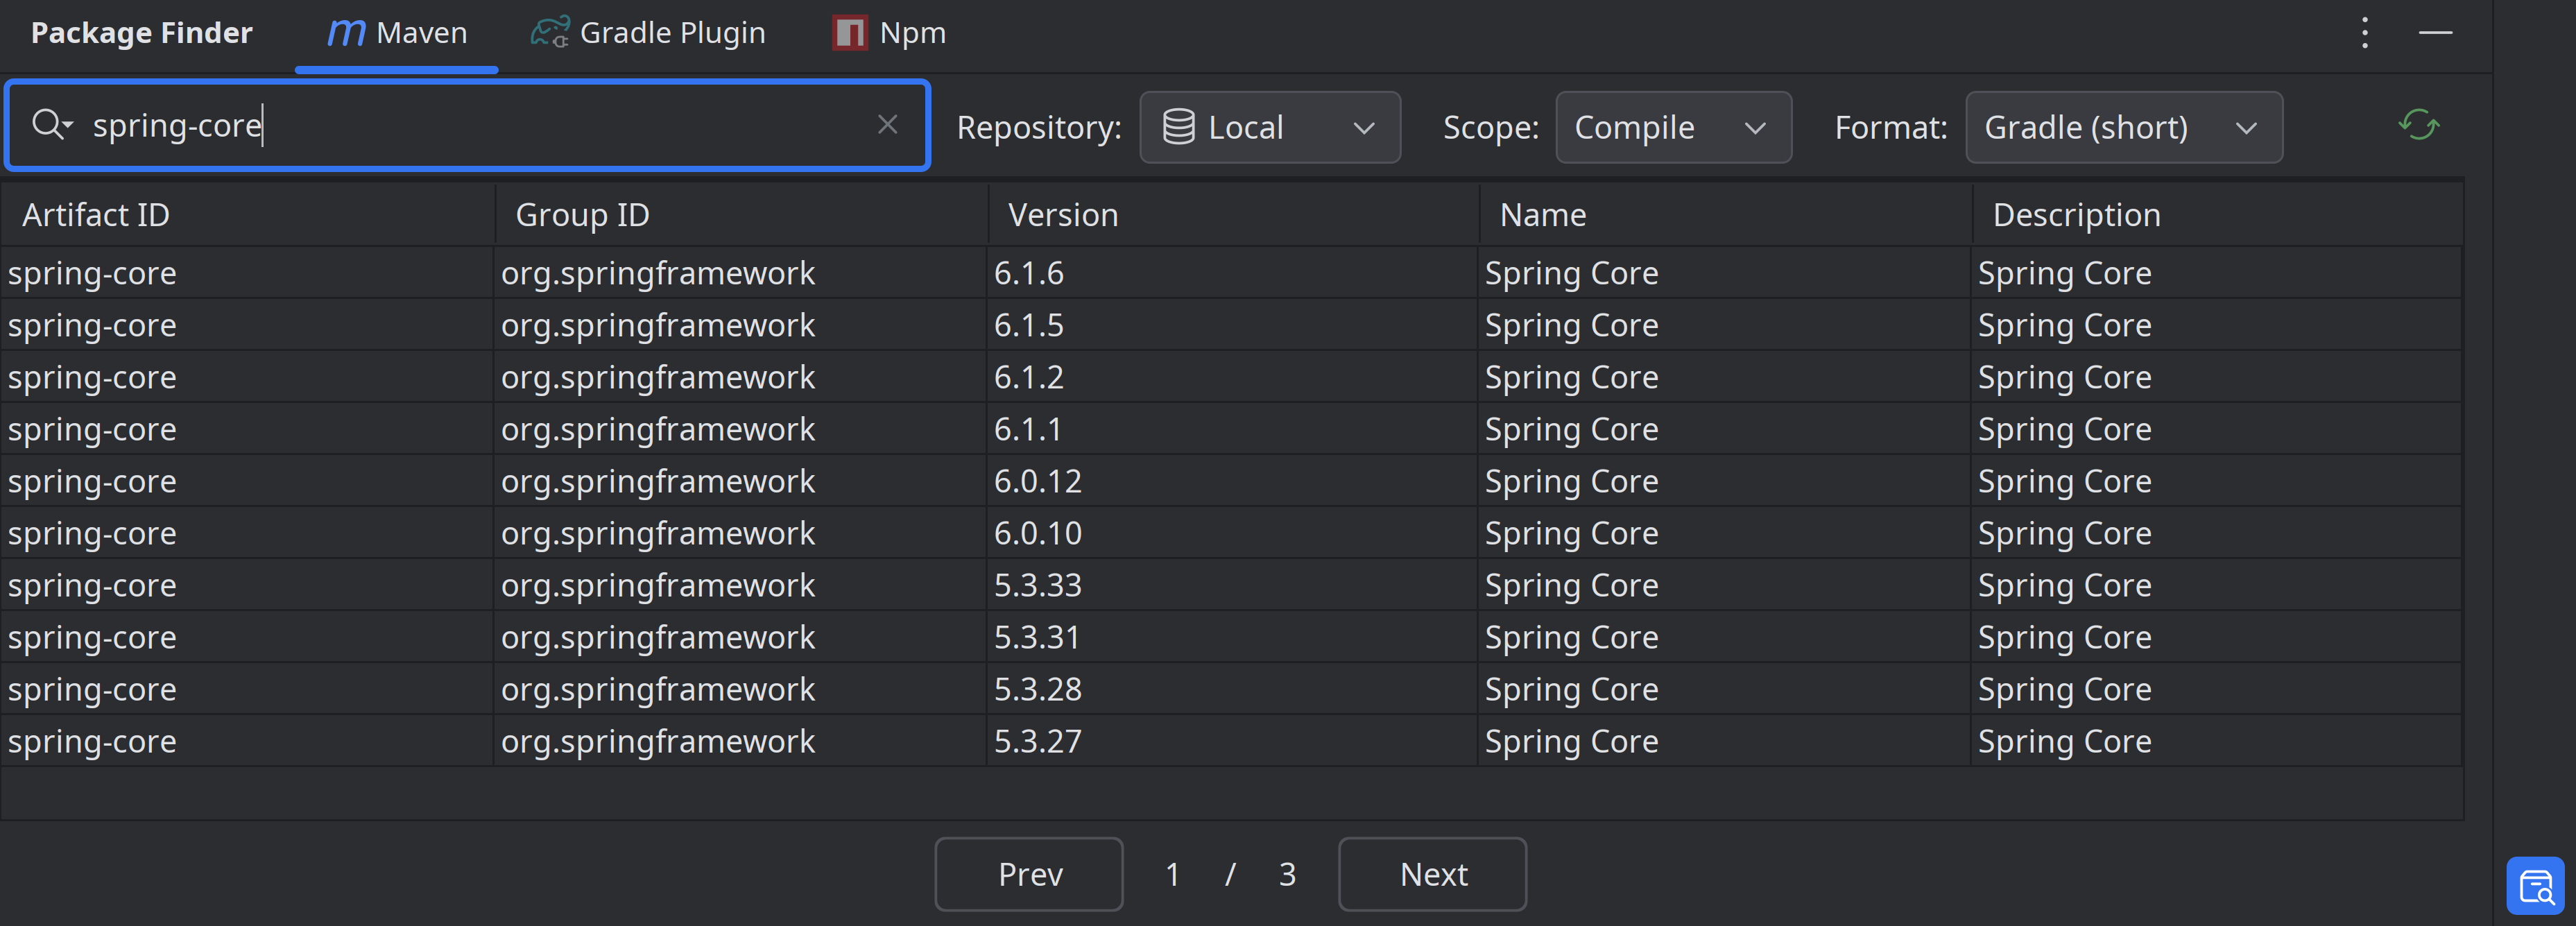 Package Finder Maven Gradle Plugin Npm
spring-core Repository: Local Scope: Compile Format: Gradle (short)
Artifact ID Group ID Version Name Description
spring-core org.springframework 6.1.6 Spring Core Spring Core
spring-core org.springframework 6.1.5 Spring Core Spring Core
spring-core org.springframework 6.1.2 Spring Core Spring Core
spring-core org.springframework 6.1.1 Spring Core Spring Core
spring-core org.springframework 6.0.12 Spring Core Spring Core
spring-core org.springframework 6.0.10 Spring Core Spring Core
spring-core org.springframework 5.3.33 Spring Core Spring Core
spring-core org.springframework 5.3.31 Spring Core Spring Core
spring-core org.springframework 5.3.28 Spring Core Spring Core
spring-core org.springframework 5.3.27 Spring Core Spring Core
Prev 1 / 3 Next